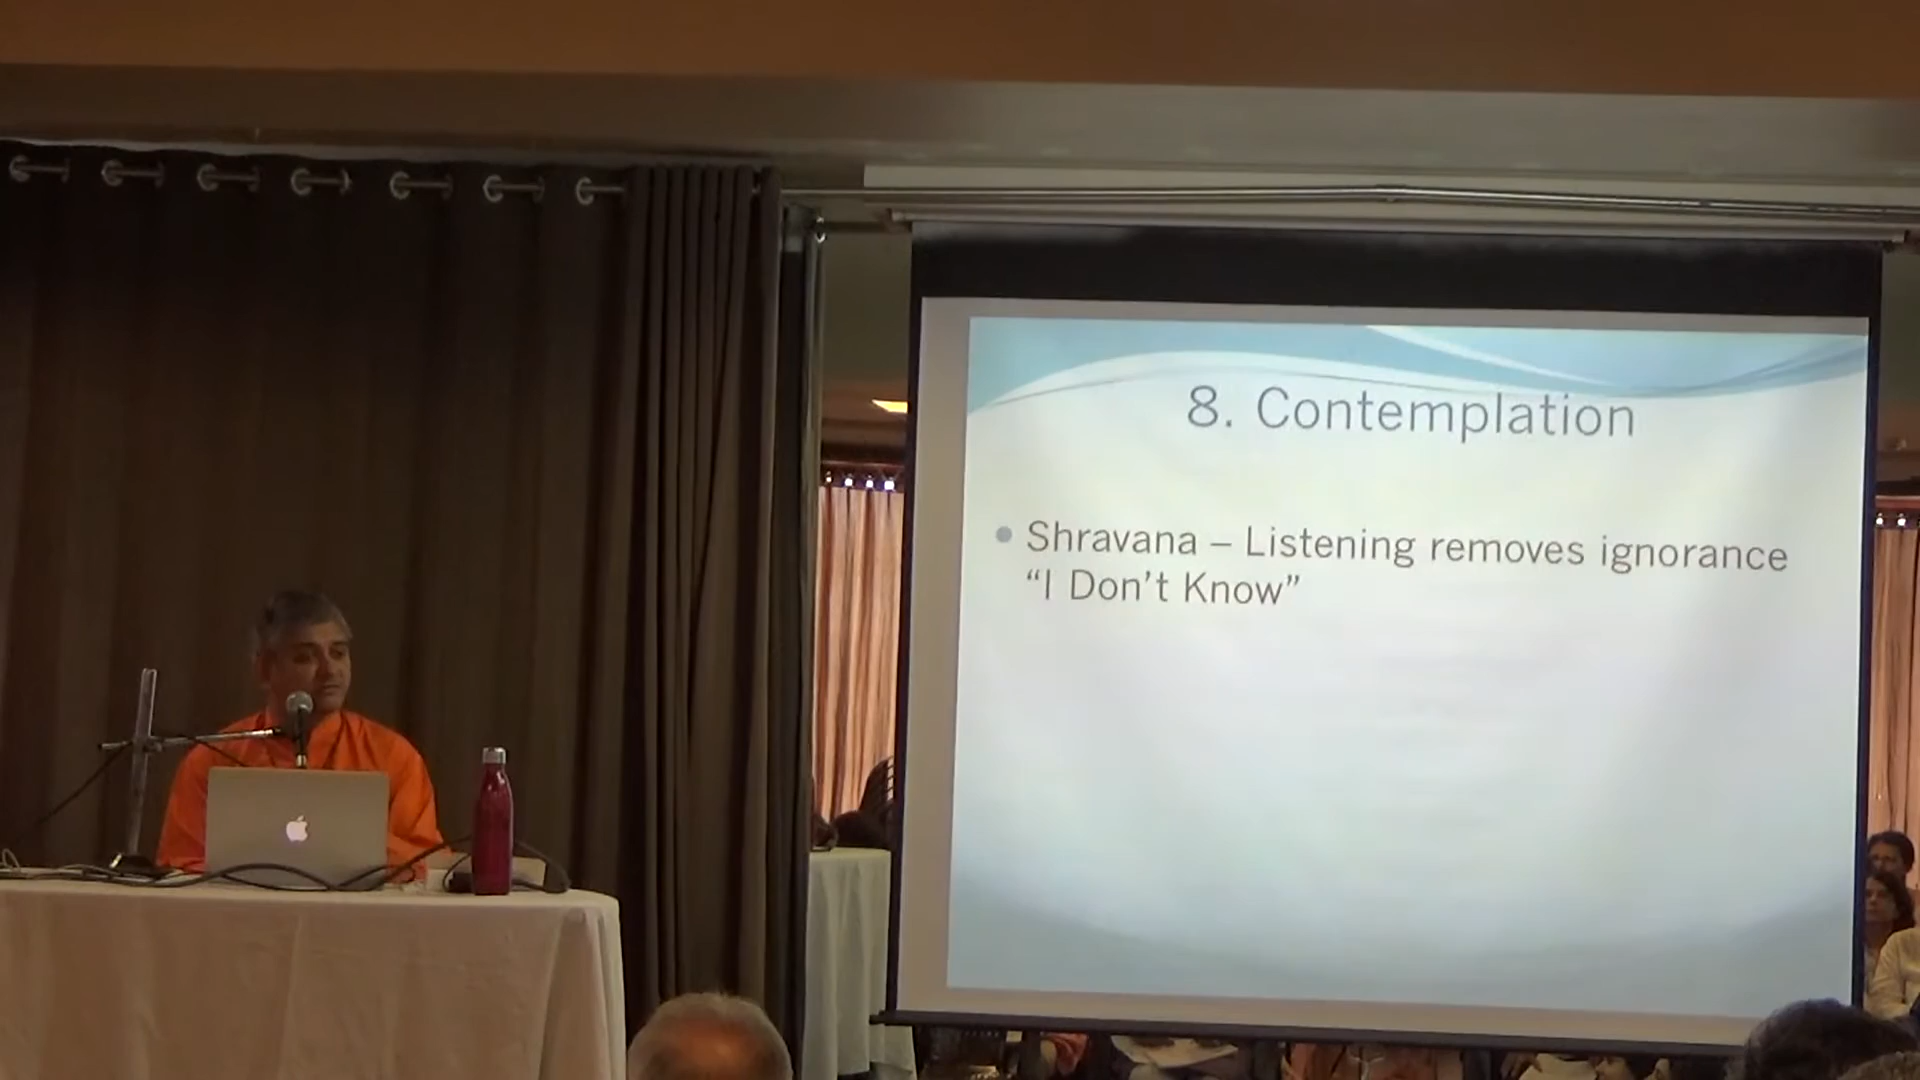 8. Contemplation
Shravana – Listening removes ignorance
“I Don’t Know”